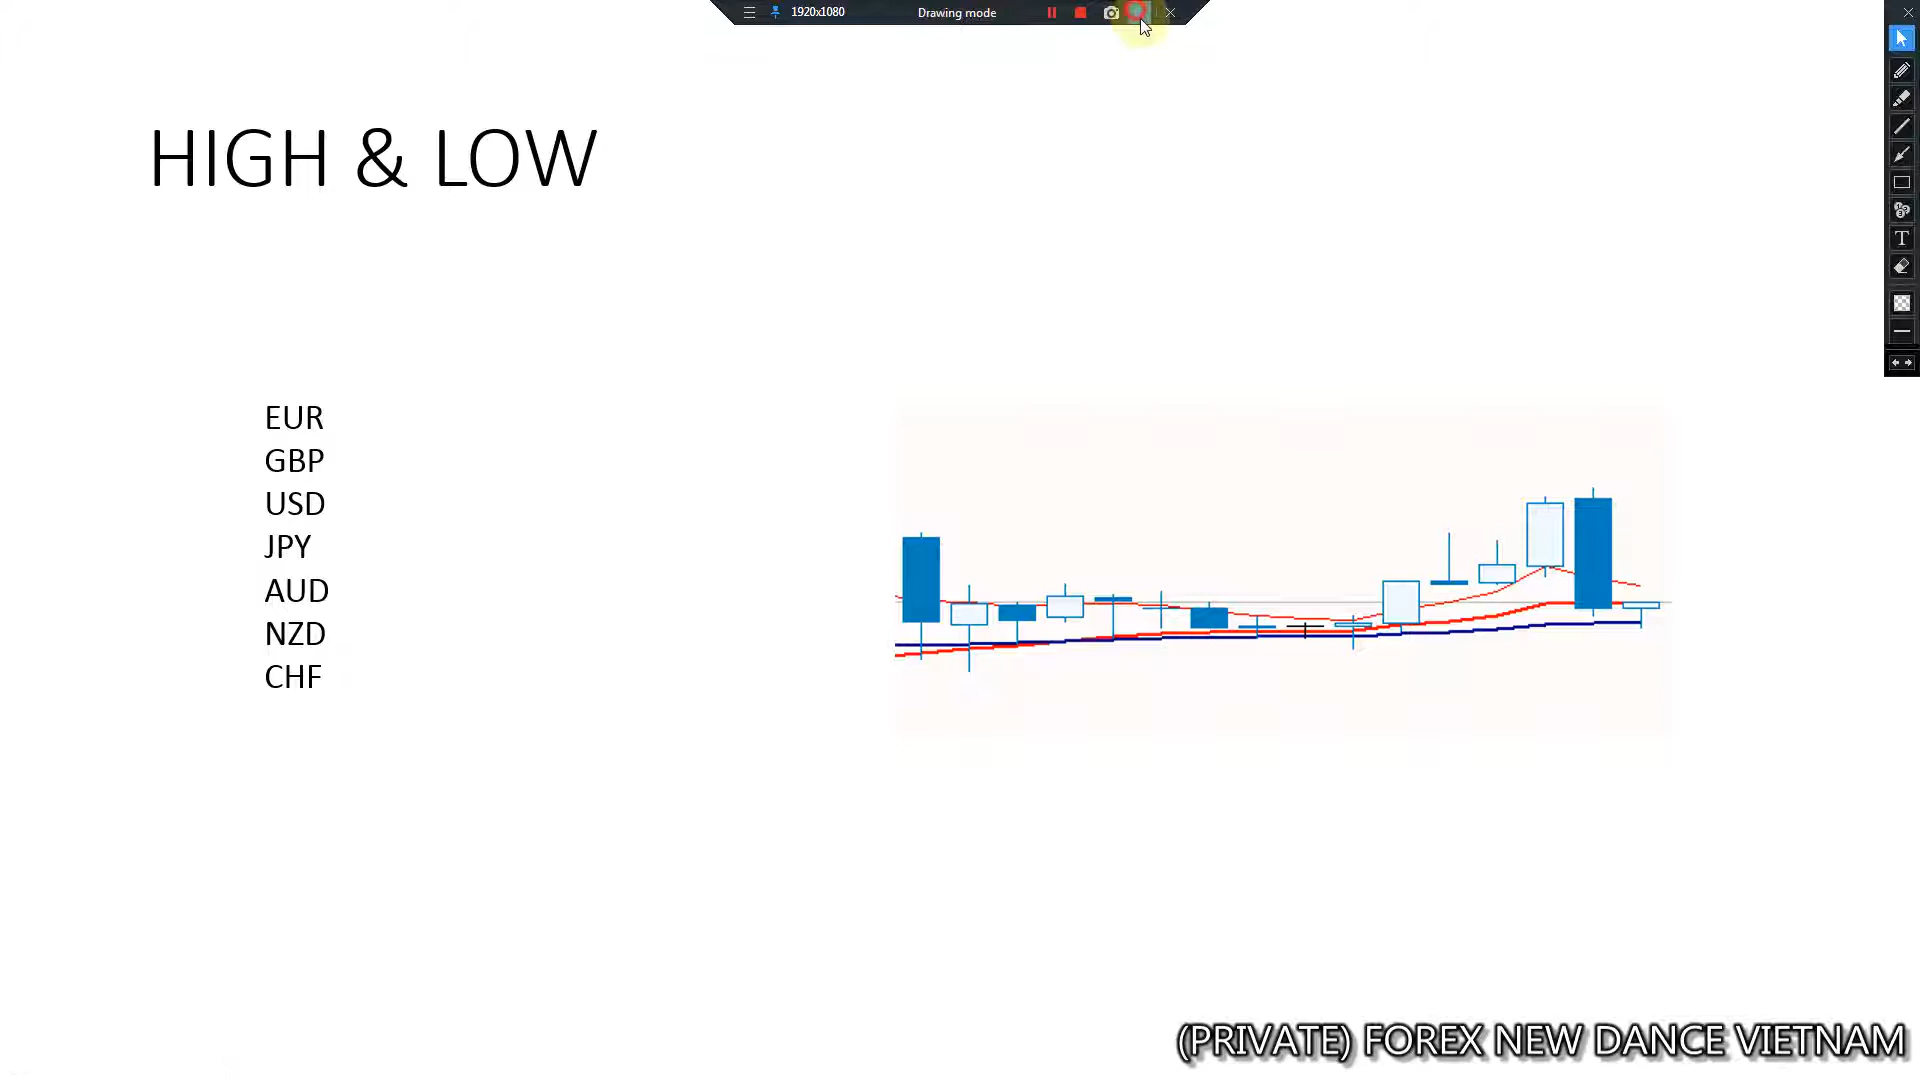 1920x1080
Drawing mode
HIGH & LOW
EUR
GBP
USD
JPY
AUD
NZD
CHF
T
(PRIVATE) FOREX NEW DANCE VIETNAM